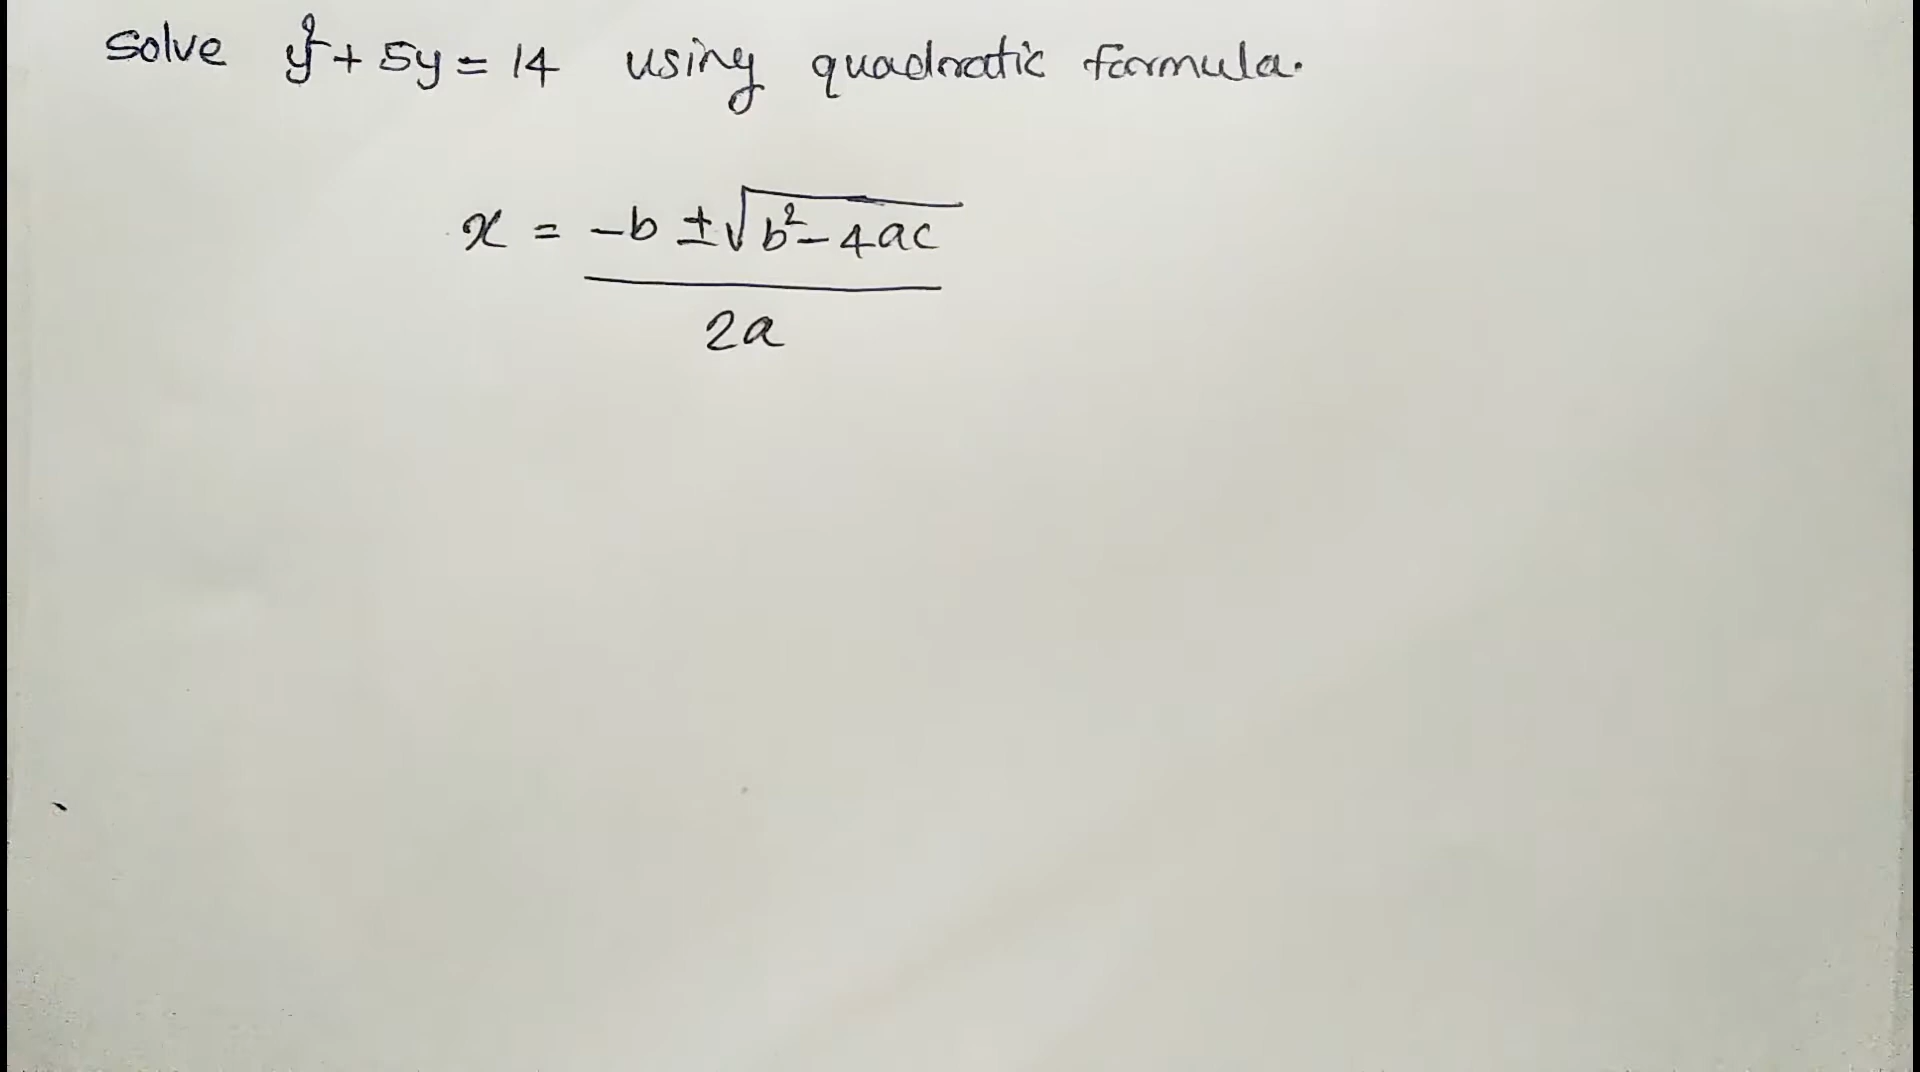 solve y²+ 5y = 14 using quadratic formula.
x = -b ±√b²-4ac
2a